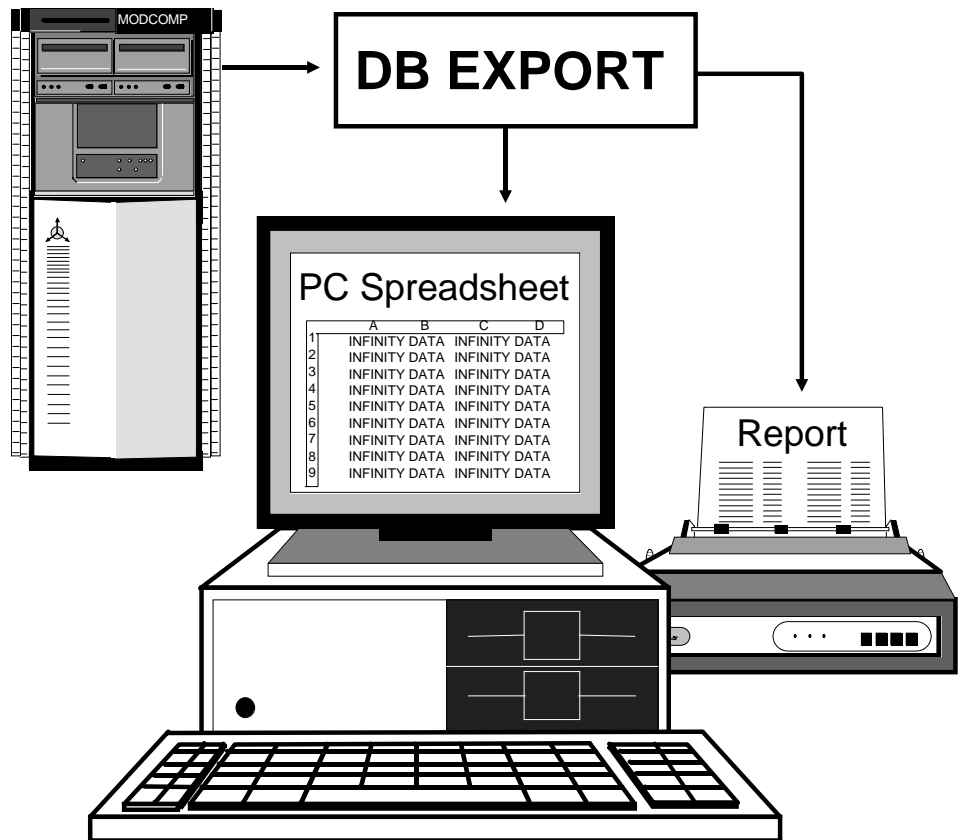 MODCOMP
DB EXPORT
PC Spreadsheet
A B C D
1 INFINITY DATA INFINITY DATA
2 INFINITY DATA INFINITY DATA
3 INFINITY DATA INFINITY DATA
4 INFINITY DATA INFINITY DATA
5 INFINITY DATA INFINITY DATA
6 INFINITY DATA INFINITY DATA
7 INFINITY DATA INFINITY DATA
8 INFINITY DATA INFINITY DATA
9 INFINITY DATA INFINITY DATA
Report